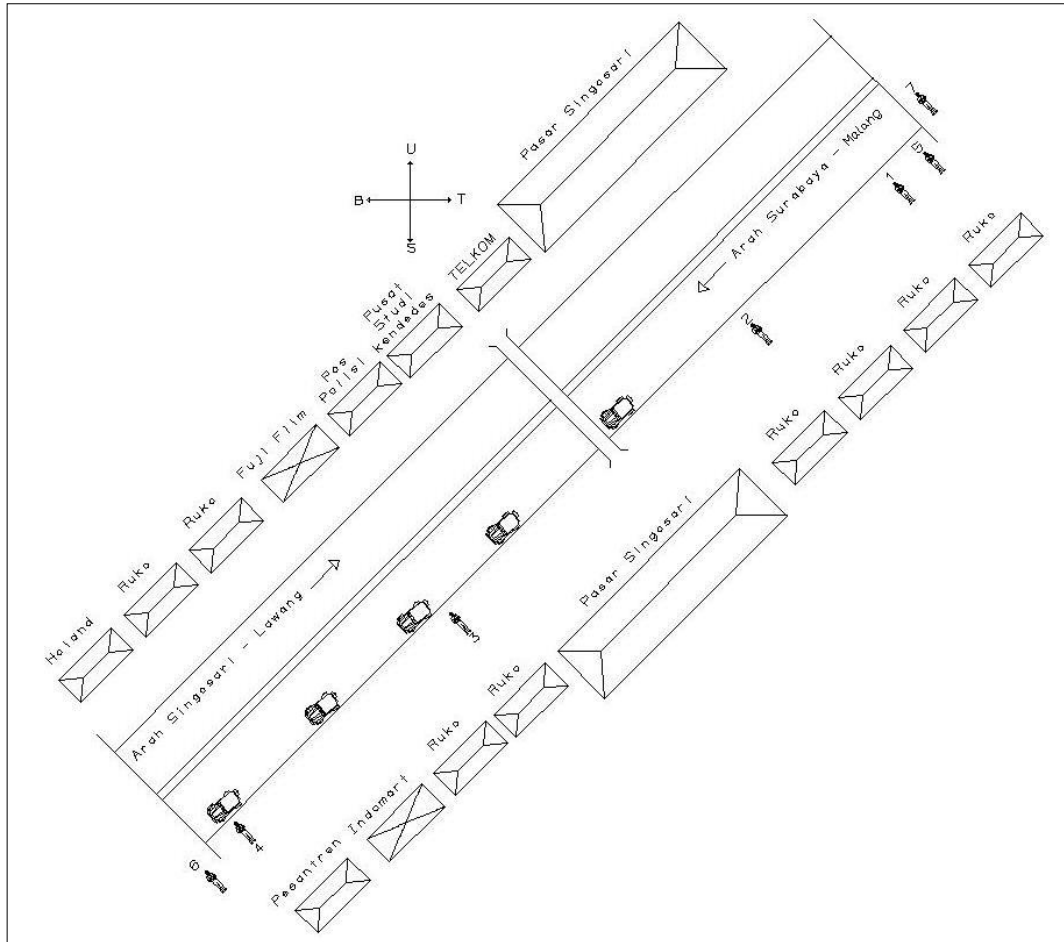 Pasar Singosari
U
B
T
S
TELKOM
Pusat
Studi
kendedes
Pos
Polisi
Fuji Film
Ruko
Ruko
Holand
Arah Surabaya - Malang
Arah Singosari - Lawang
7
5
1
2
3
4
6
Ruko
Ruko
Ruko
Ruko
Pasar Singosari
Ruko
Ruko
Indomart
Pesantren